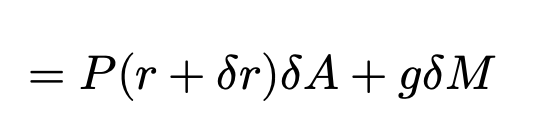 = P(r + δr)δA + gδM